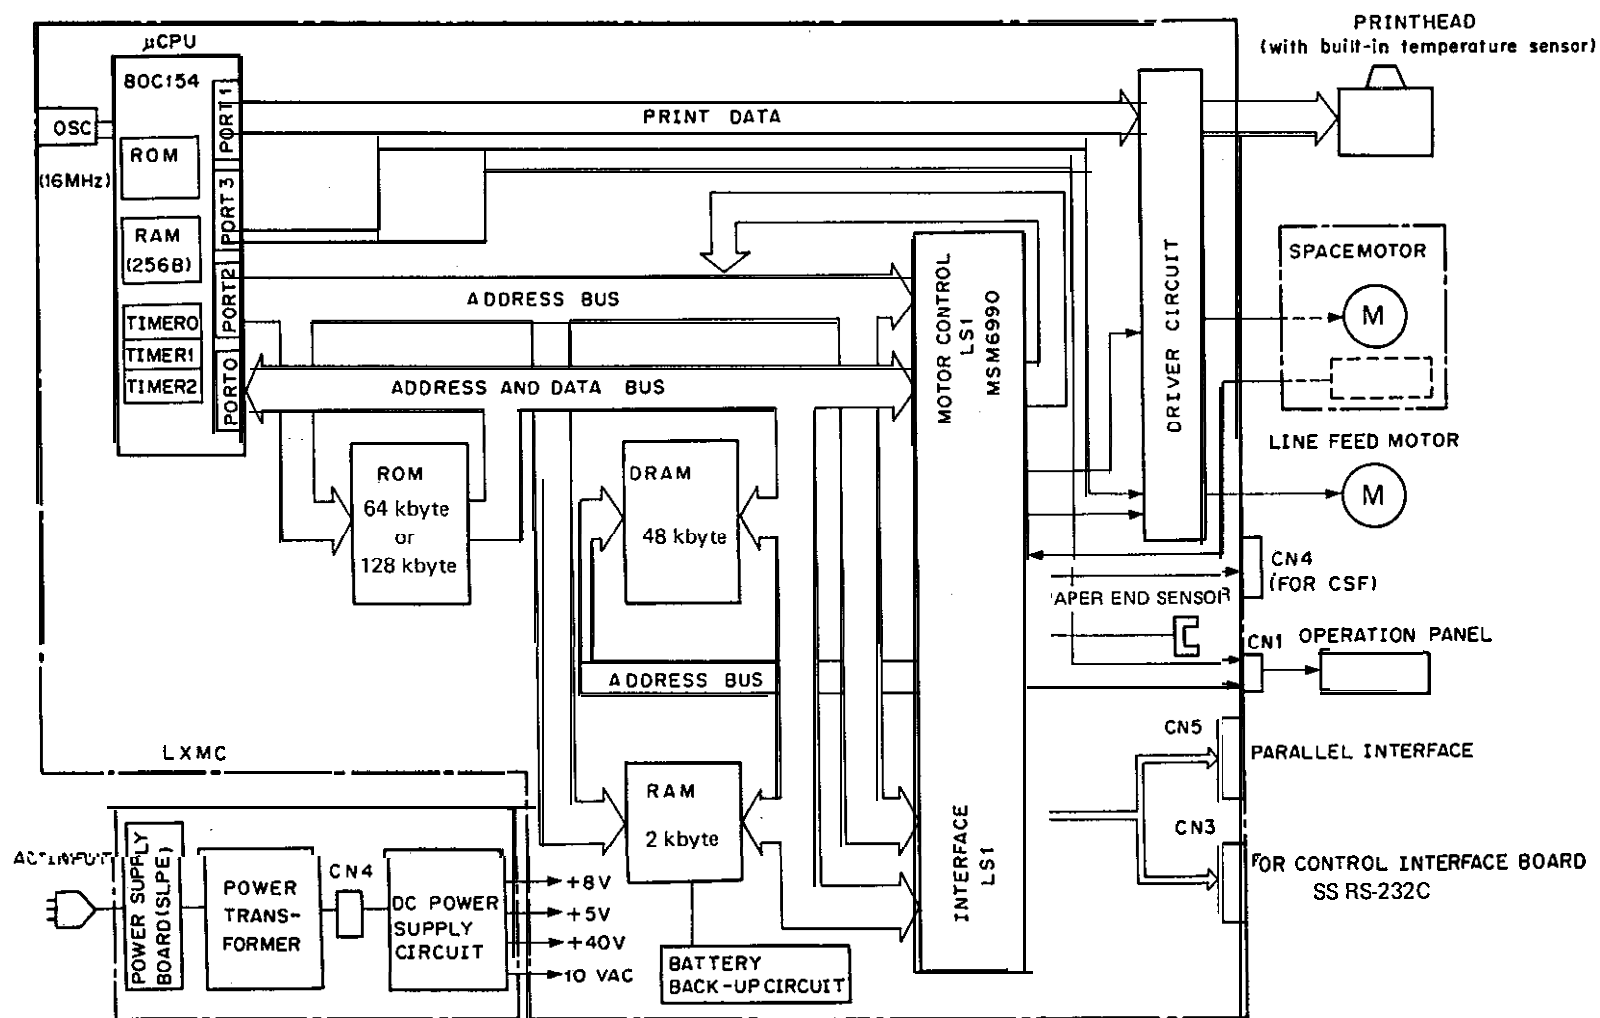 PRINTHEAD
(with built-in temperature sensor)
μCPU
80C154
OSC
(16MHz)
ROM
RAM
(256B)
TIMER0
TIMER1
TIMER2
PORT 1
PORT 3
PORT2
PORT0
PRINT DATA
ADDRESS BUS
ADDRESS AND DATA BUS
MOTOR CONTROL
LS1
MSM6990
DRIVER CIRCUIT
SPACEMOTOR
M
LINE FEED MOTOR
M
ROM
64 kbyte
or
128 kbyte
DRAM
48 kbyte
CN4
(FOR CSF)
APER END SENSOR
CN1
OPERATION PANEL
ADDRESS BUS
LXMC
CN5
PARALLEL INTERFACE
RAM
2 kbyte
INTERFACE
LS1
CN3
FOR CONTROL INTERFACE BOARD
SS RS-232C
POWER SUPPLY
BOARD(SLPE)
POWER
TRANS-
FORMER
CN4
DC POWER
SUPPLY
CIRCUIT
+8V
+5V
+40V
10 VAC
BATTERY
BACK-UP CIRCUIT